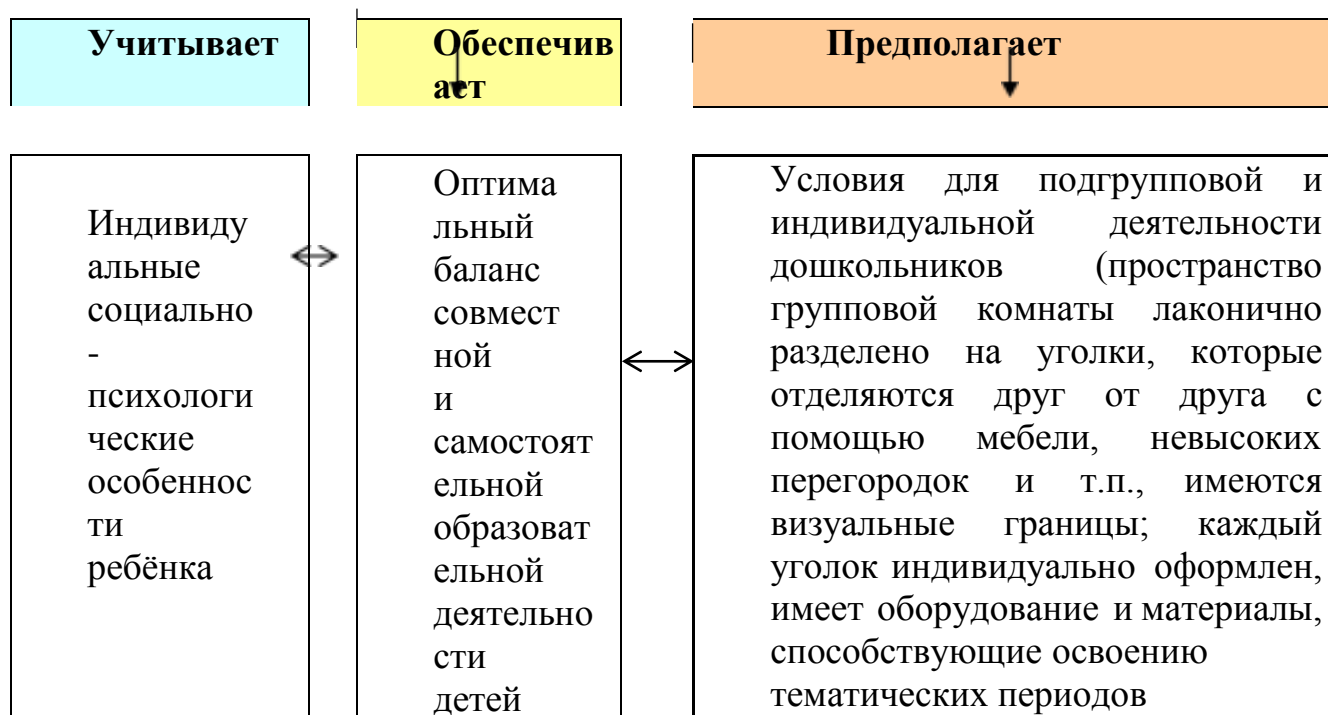 Учитывает
Обеспечив
ает
Предполагает
Индивиду
альные
социально
-
психологи
ческие
особеннос
ти
ребёнка
Оптима
льный
баланс
совмест
ной
и
самостоят
ельной
образоват
ельной
деятельно
сти
детей
Условия для подгрупповой и
индивидуальной деятельности
дошкольников (пространство
групповой комнаты лаконично
разделено на уголки, которые
отделяются друг от друга с
помощью мебели, невысоких
перегородок и т.п., имеются
визуальные границы; каждый
уголок индивидуально оформлен,
имеет оборудование и материалы,
способствующие освоению
тематических периодов